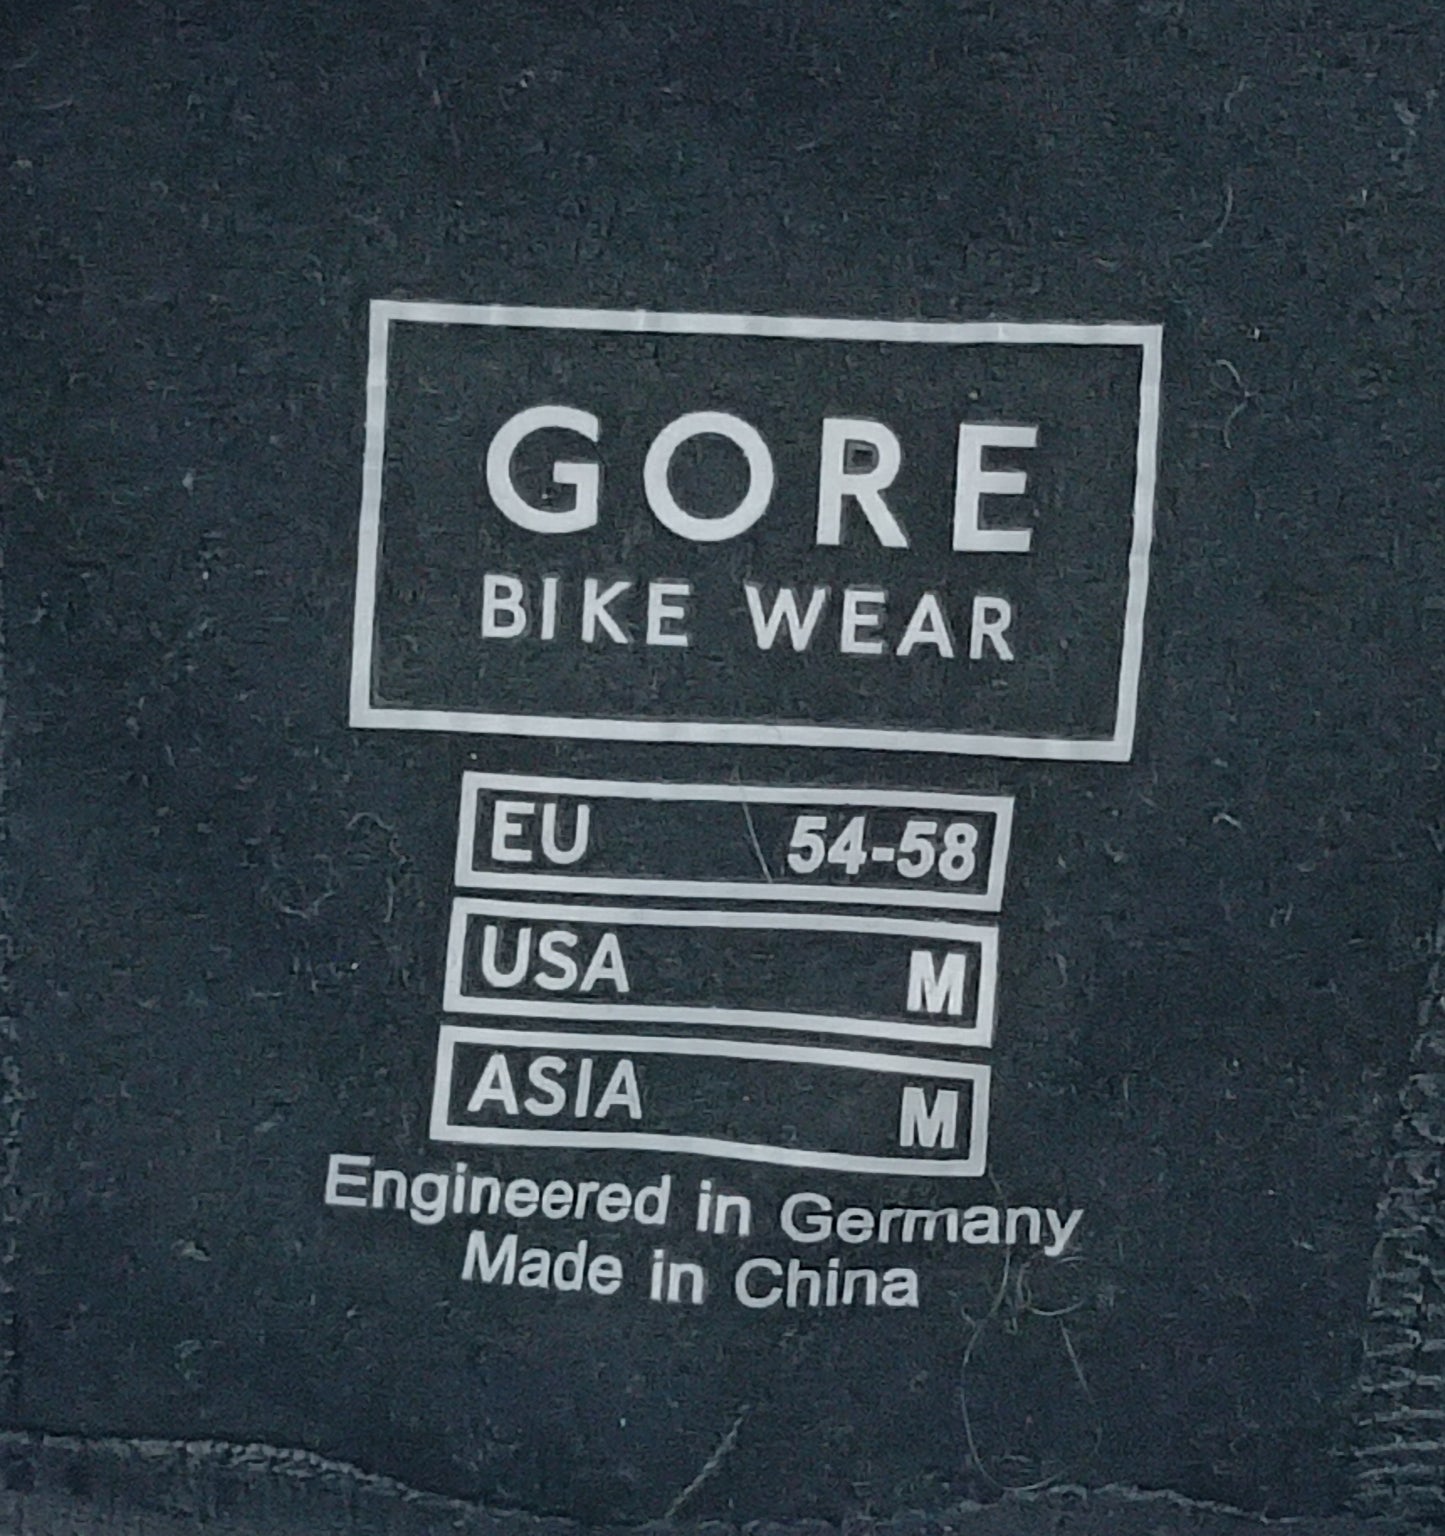 GORE
BIKE WEAR
EU 54-58
USA M
ASIA M
Engineered in Germany
Made in China